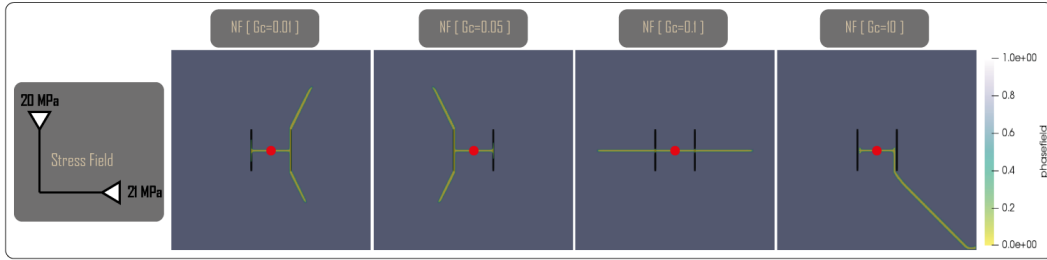 NF [ Gc=0.01 ]
NF [ Gc=0.05 ]
NF [ Gc=0.1 ]
NF [ Gc=10 ]
20 MPa
Stress Field
21 MPa
1.0e+00
0.8
0.6
0.4
0.2
0.0e+00
phasefield